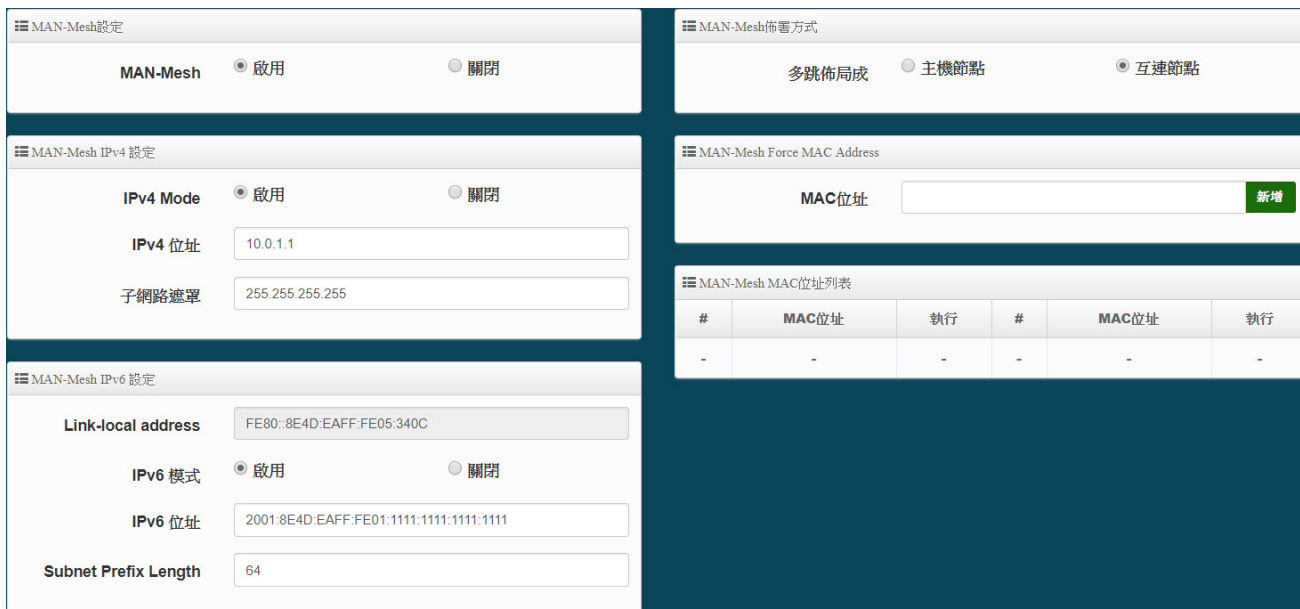 MAN-Mesh設定
MAN-Mesh 啟用 關閉
MAN-Mesh IPv4 設定
IPv4 Mode 啟用 關閉
IPv4 位址 10.0.1.1
子網路遮罩 255.255.255.255
MAN-Mesh IPv6 設定
Link-local address FE80::8E4D:EAFF:FE05:340C
IPv6 模式 啟用 關閉
IPv6 位址 2001:8E4D:EAFF:FE01:1111:1111:1111:1111
Subnet Prefix Length 64
MAN-Mesh佈署方式
多跳佈局成 主機節點 互連節點
MAN-Mesh Force MAC Address
MAC位址 新增
MAN-Mesh MAC位址列表
# MAC位址 執行 # MAC位址 執行
- - - - - -